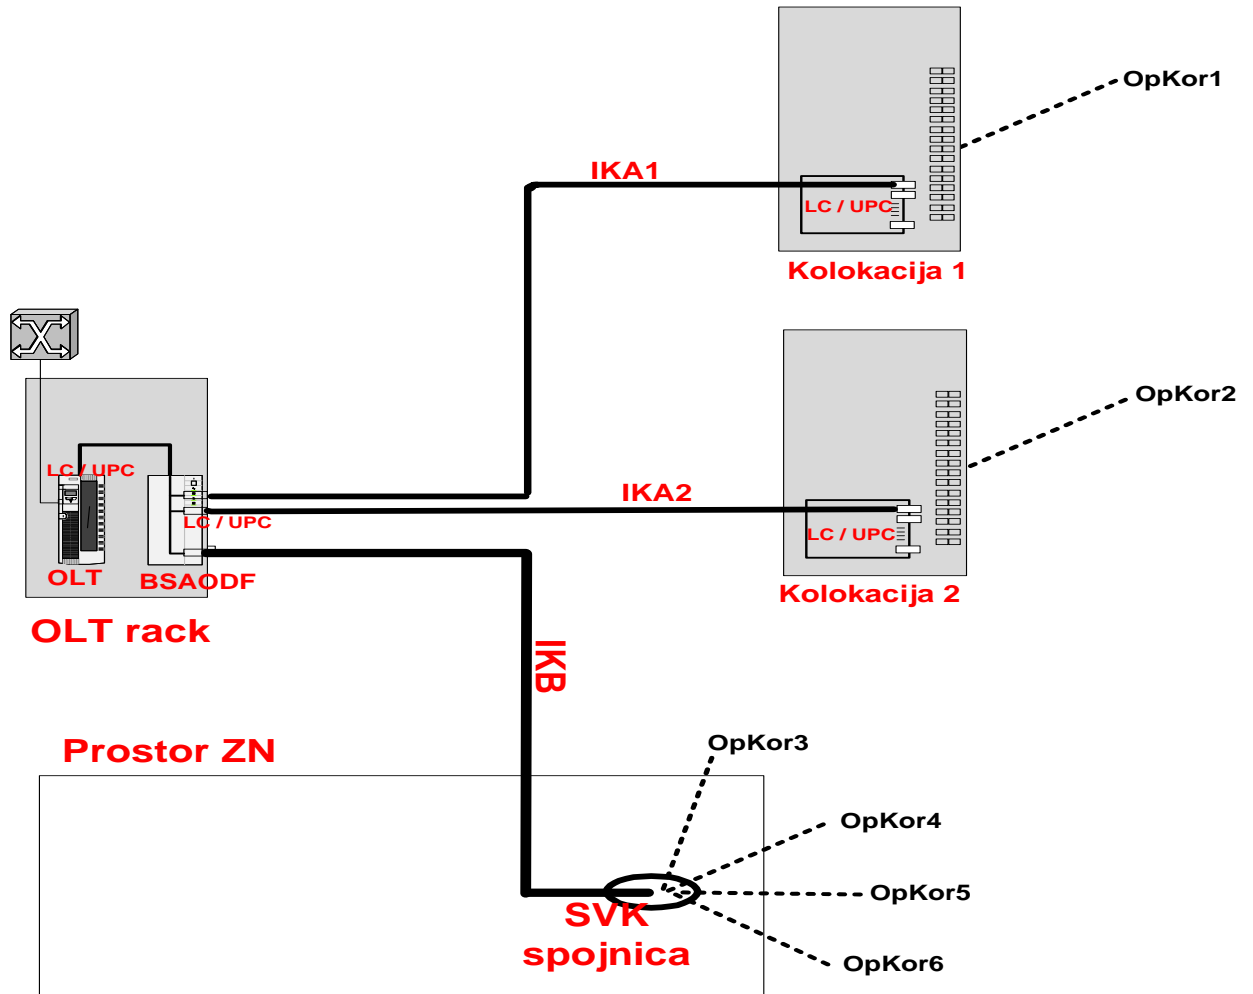 OpKor1
IKA1
LC / UPC
Kolokacija 1
OpKor2
LC / UPC
IKA2
LC / UPC
LC / UPC
OLT
BSAODF
Kolokacija 2
OLT rack
IKB
Prostor ZN
OpKor3
OpKor4
OpKor5
SVK
spojnica
OpKor6